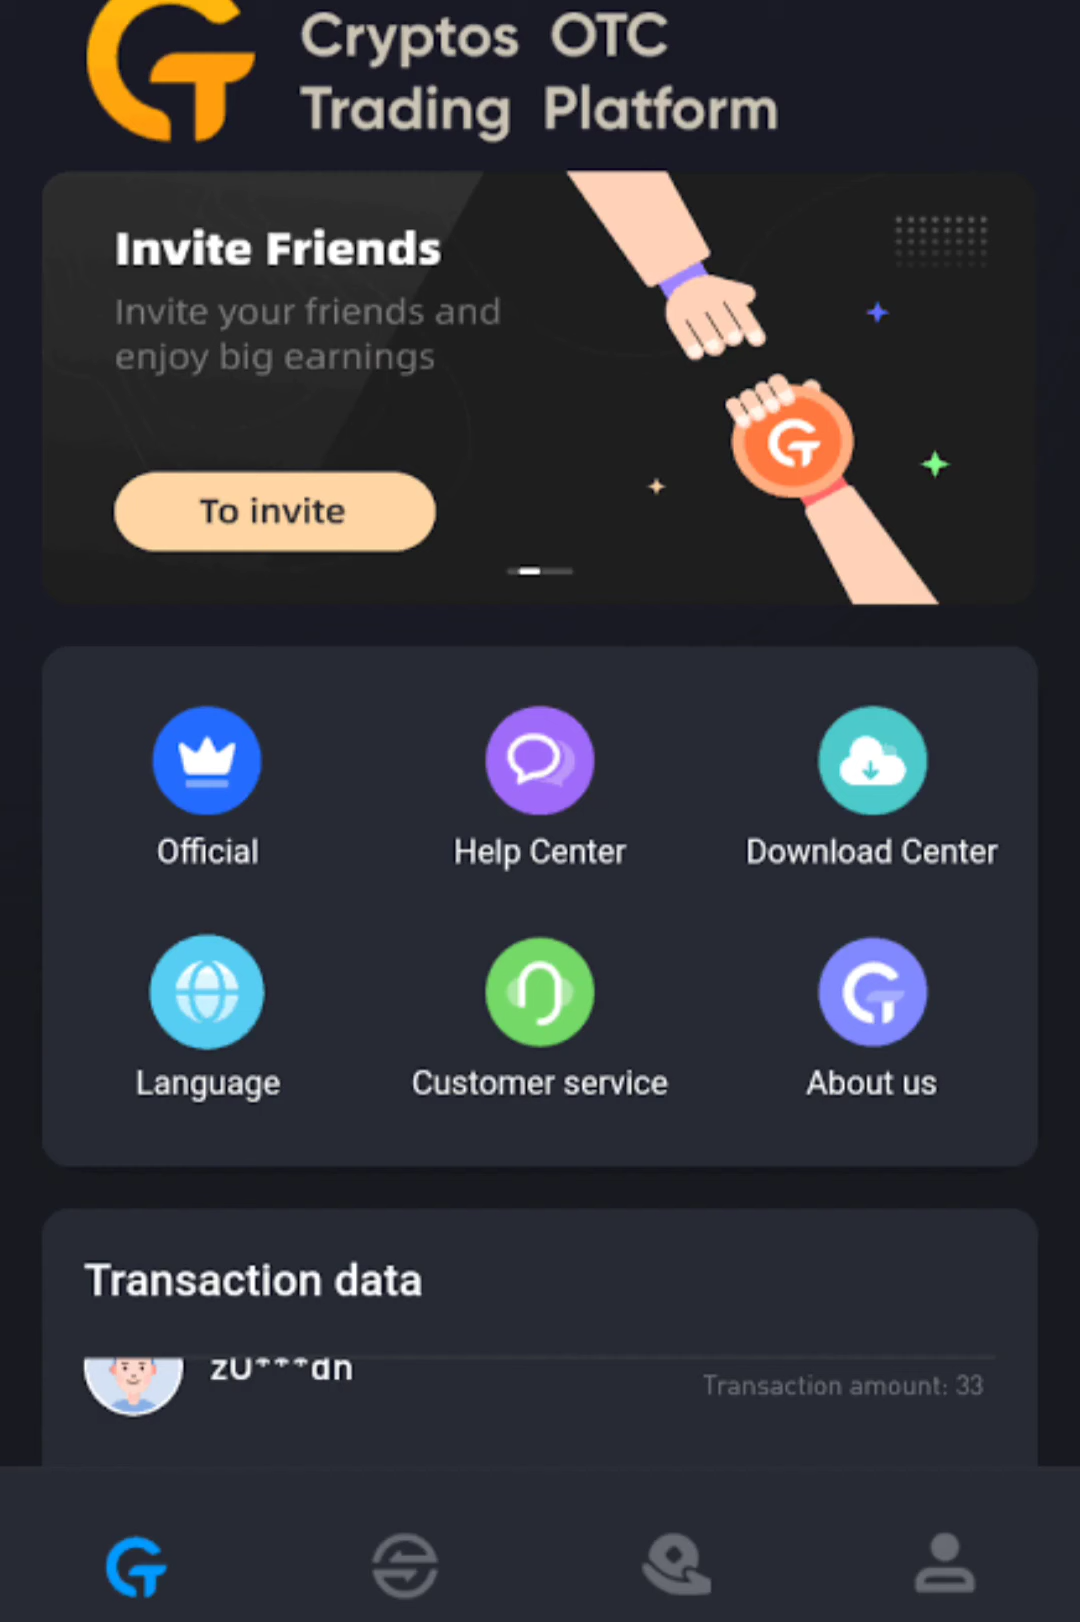 Cryptos OTC
Trading Platform
Invite Friends
Invite your friends and
enjoy big earnings
To invite
Official
Help Center
Download Center
Language
Customer service
About us
Transaction data
zU***dn
Transaction amount: 33